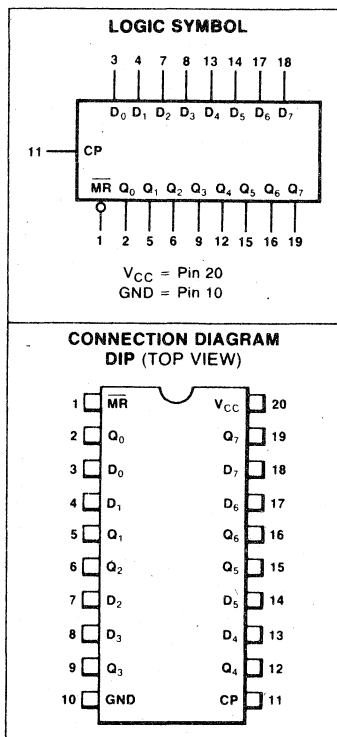 LOGIC SYMBOL
3 4 7 8 13 14 17 18
D₀ D₁ D₂ D₃ D₄ D₅ D₆ D₇
11 CP
M̅R̅ Q₀ Q₁ Q₂ Q₃ Q₄ Q₅ Q₆ Q₇
1 2 5 6 9 12 15 16 19
V_CC = Pin 20
GND = Pin 10
CONNECTION DIAGRAM
DIP (TOP VIEW)
1 M̅R̅ V_CC 20
2 Q₀ Q₇ 19
3 D₀ D₇ 18
4 D₁ D₆ 17
5 Q₁ Q₆ 16
6 Q₂ Q₅ 15
7 D₂ D₅ 14
8 D₃ D₄ 13
9 Q₃ Q₄ 12
10 GND CP 11